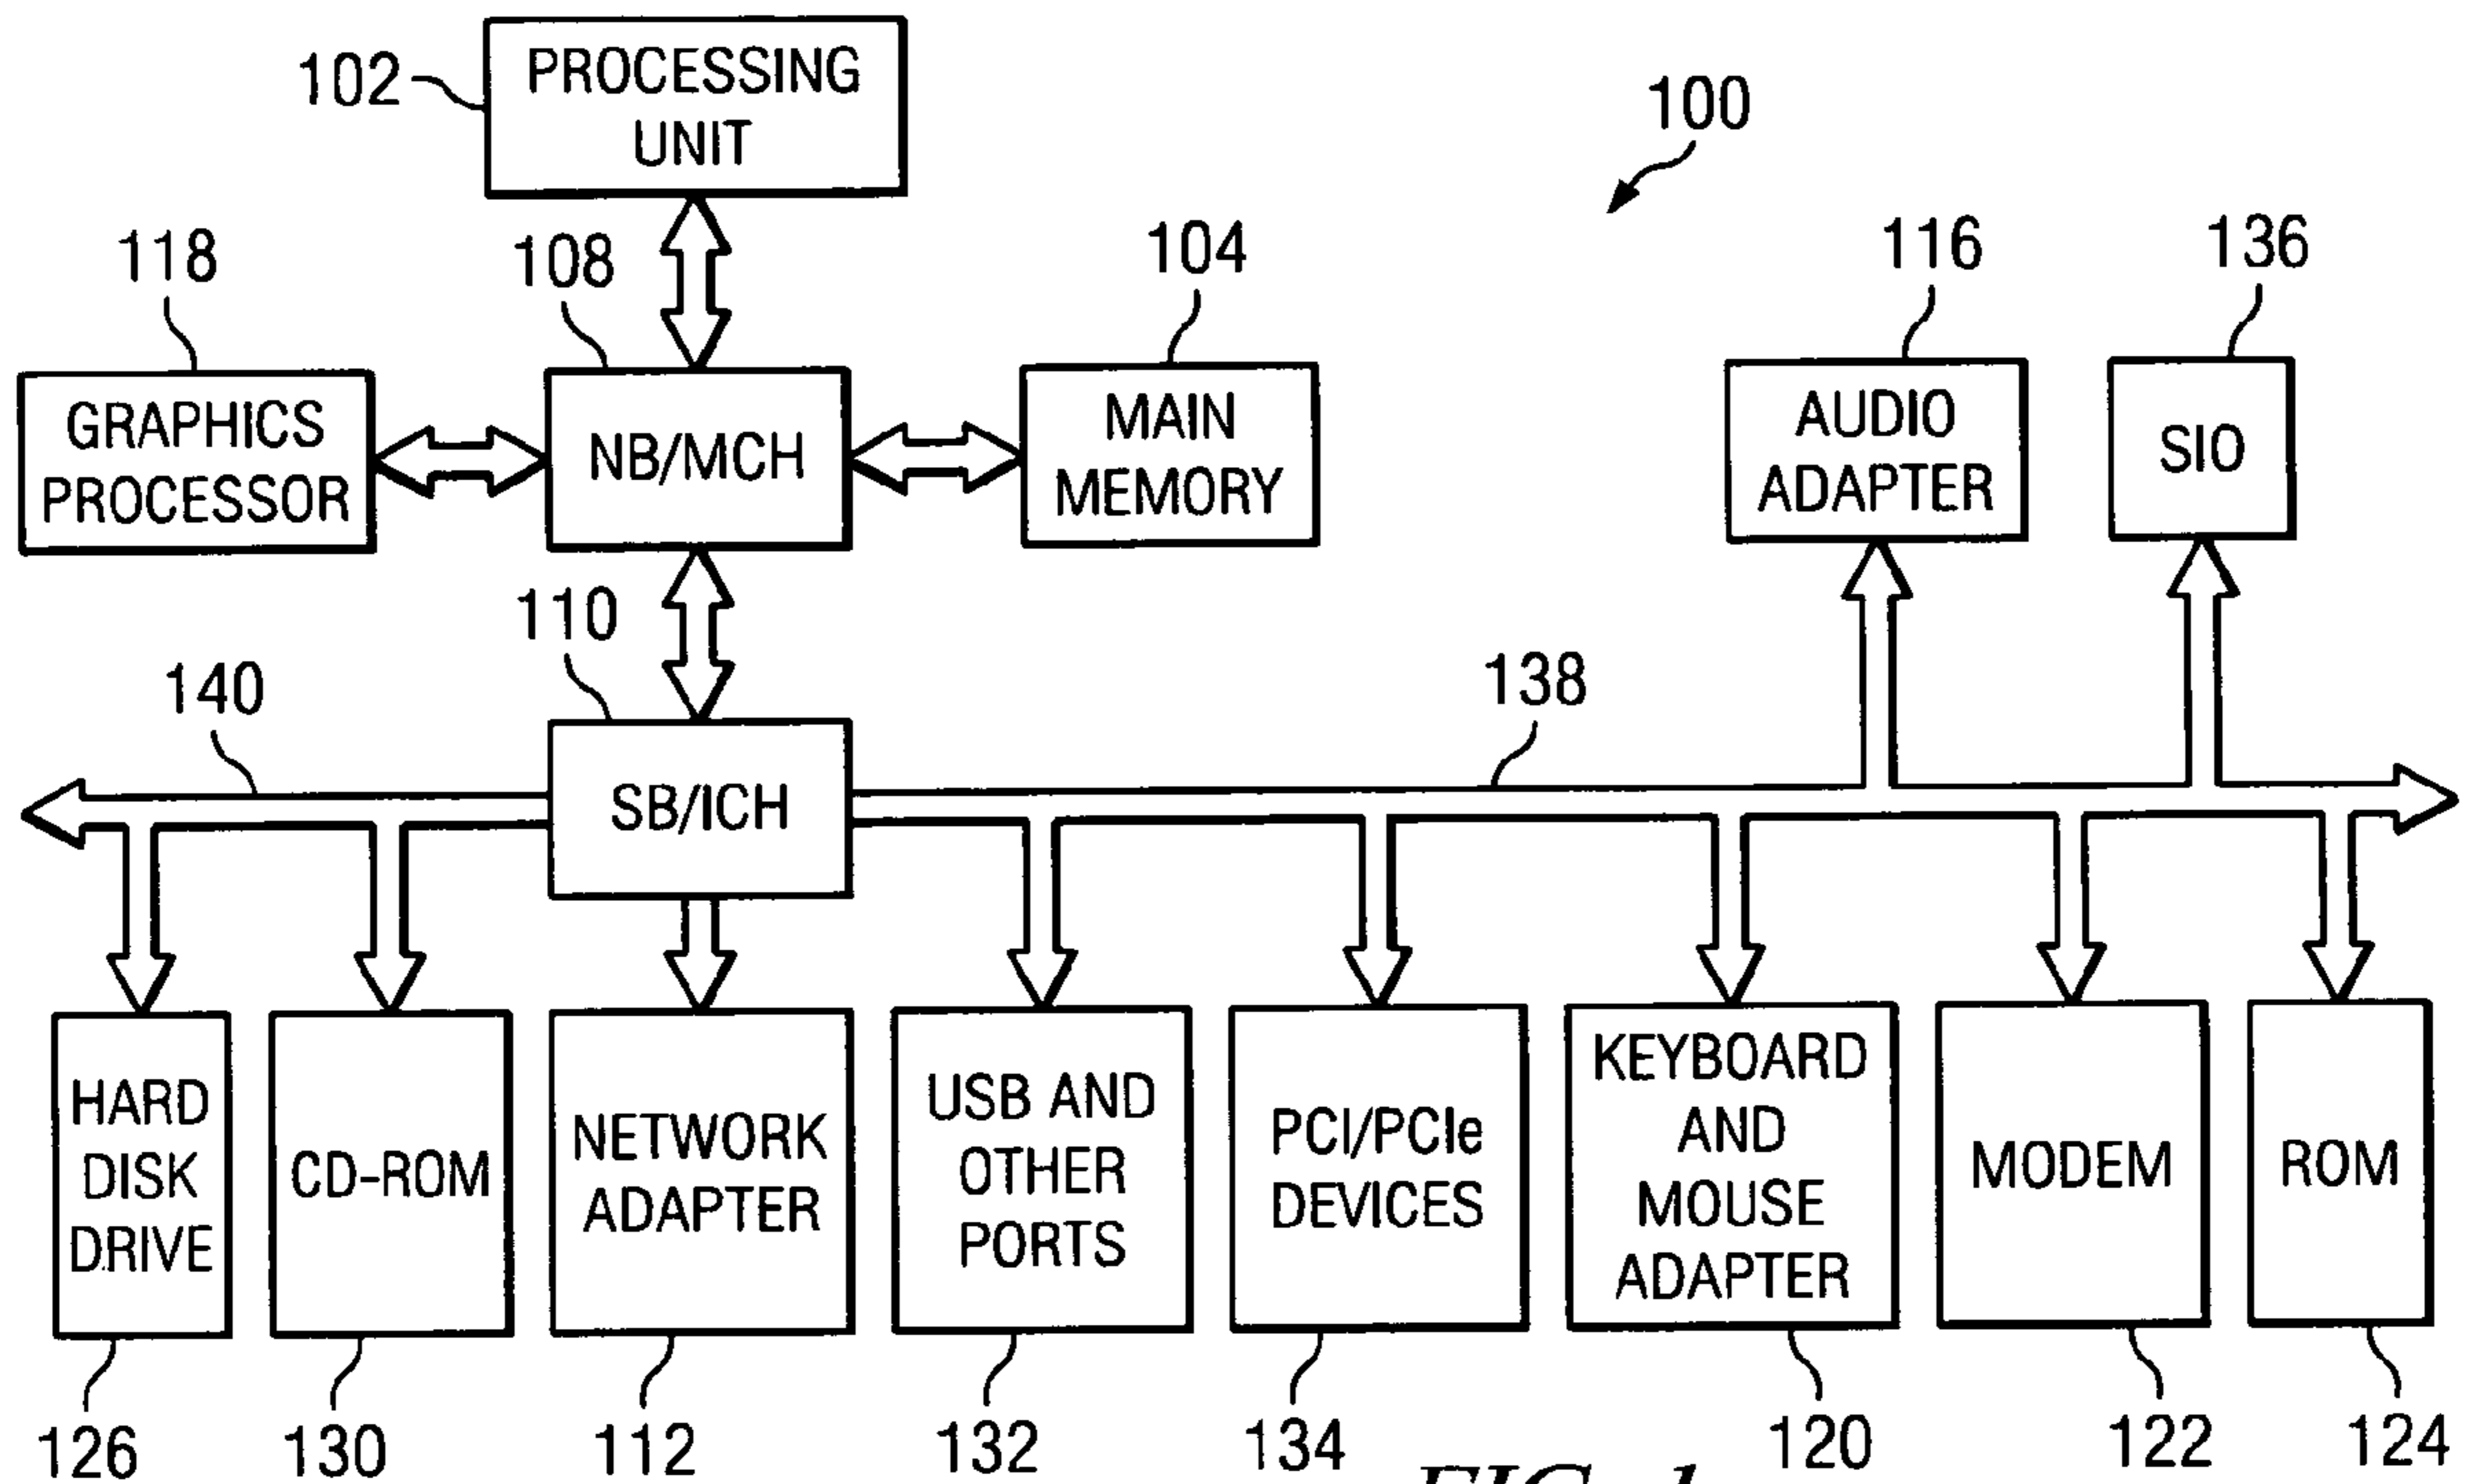 102
PROCESSING
UNIT
100
118
108
104
116
136
GRAPHICS
PROCESSOR
NB/MCH
MAIN
MEMORY
AUDIO
ADAPTER
SIO
110
140
138
SB/ICH
HARD
DISK
DRIVE
CD-ROM
NETWORK
ADAPTER
USB AND
OTHER
PORTS
PCI/PCIe
DEVICES
KEYBOARD
AND
MOUSE
ADAPTER
MODEM
ROM
126
130
112
132
134
120
122
124